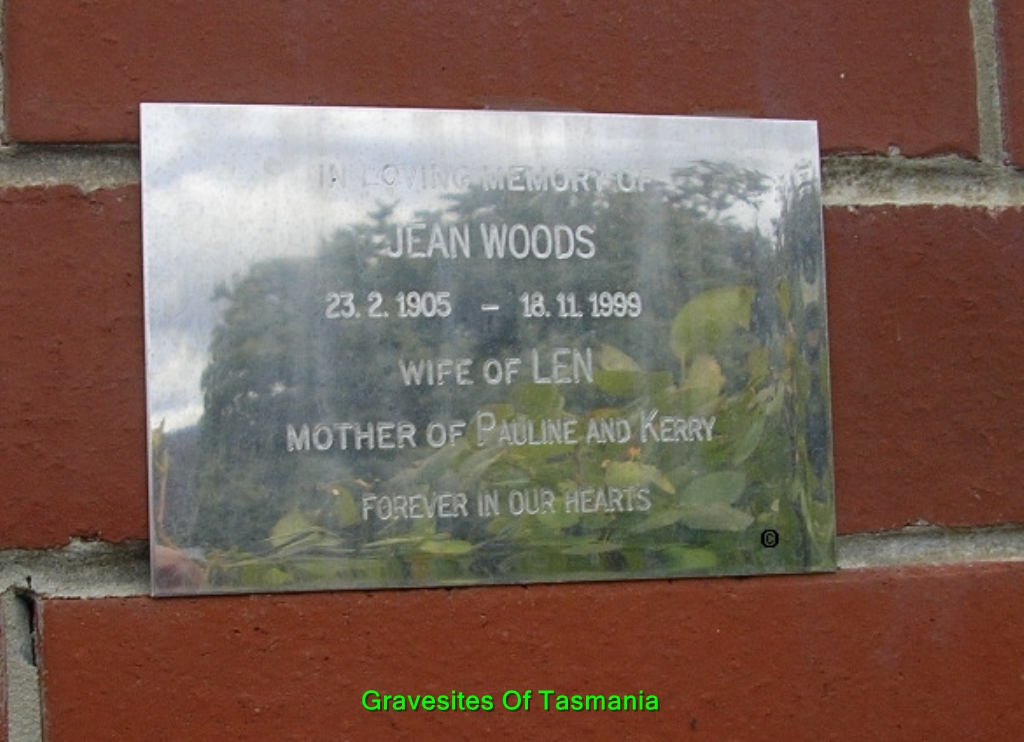 IN LOVING MEMORY OF
JEAN WOODS
23. 2. 1905 – 18. 11. 1999
WIFE OF LEN
MOTHER OF PAULINE AND KERRY
FOREVER IN OUR HEARTS
©
Gravesites Of Tasmania